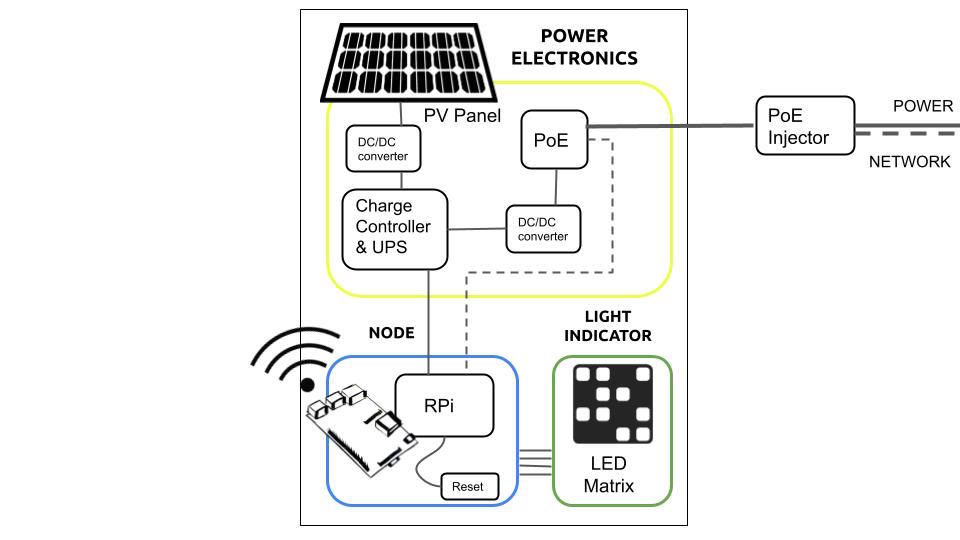 POWER
ELECTRONICS
PV Panel
DC/DC
converter
PoE
PoE
Injector
POWER
NETWORK
Charge
Controller
& UPS
DC/DC
converter
NODE
LIGHT
INDICATOR
RPi
Reset
LED
Matrix